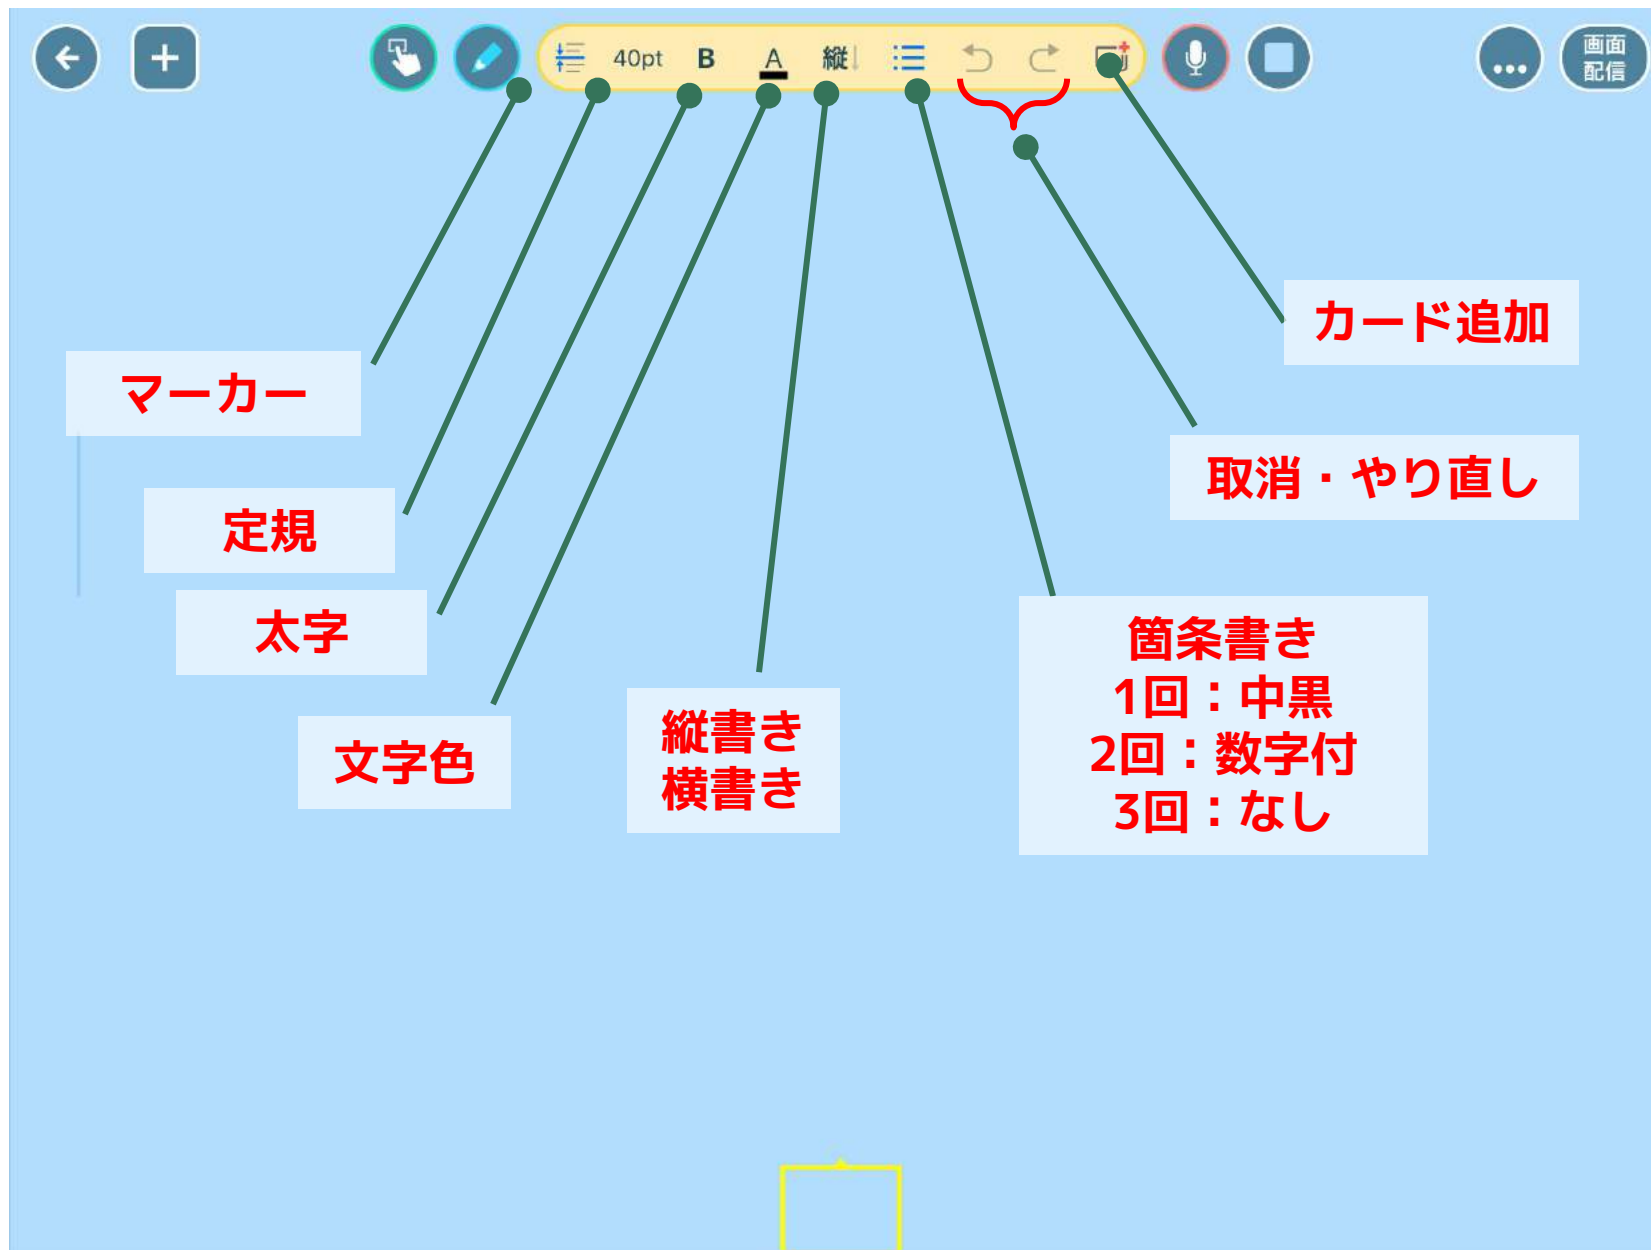 40pt B A 縦
画面
配信
カード追加
マーカー
取消・やり直し
定規
太字
文字色
縦書き
横書き
箇条書き
1回：中黒
2回：数字付
3回：なし